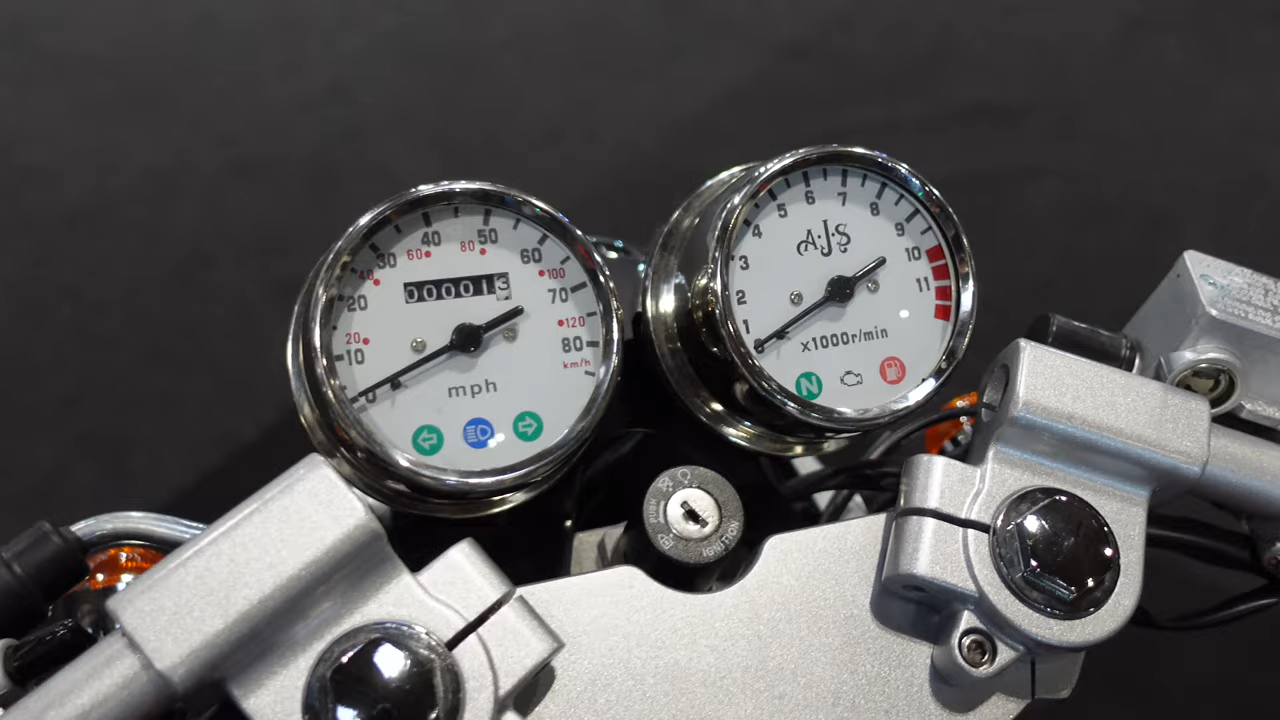 0 10 20 30 40 50 60 70 80
20 40 60 80 100 120
km/h
000013
mph
1 2 3 4 5 6 7 8 9 10 11
A·J·S
x1000r/min
N
PUSH
IGNITION